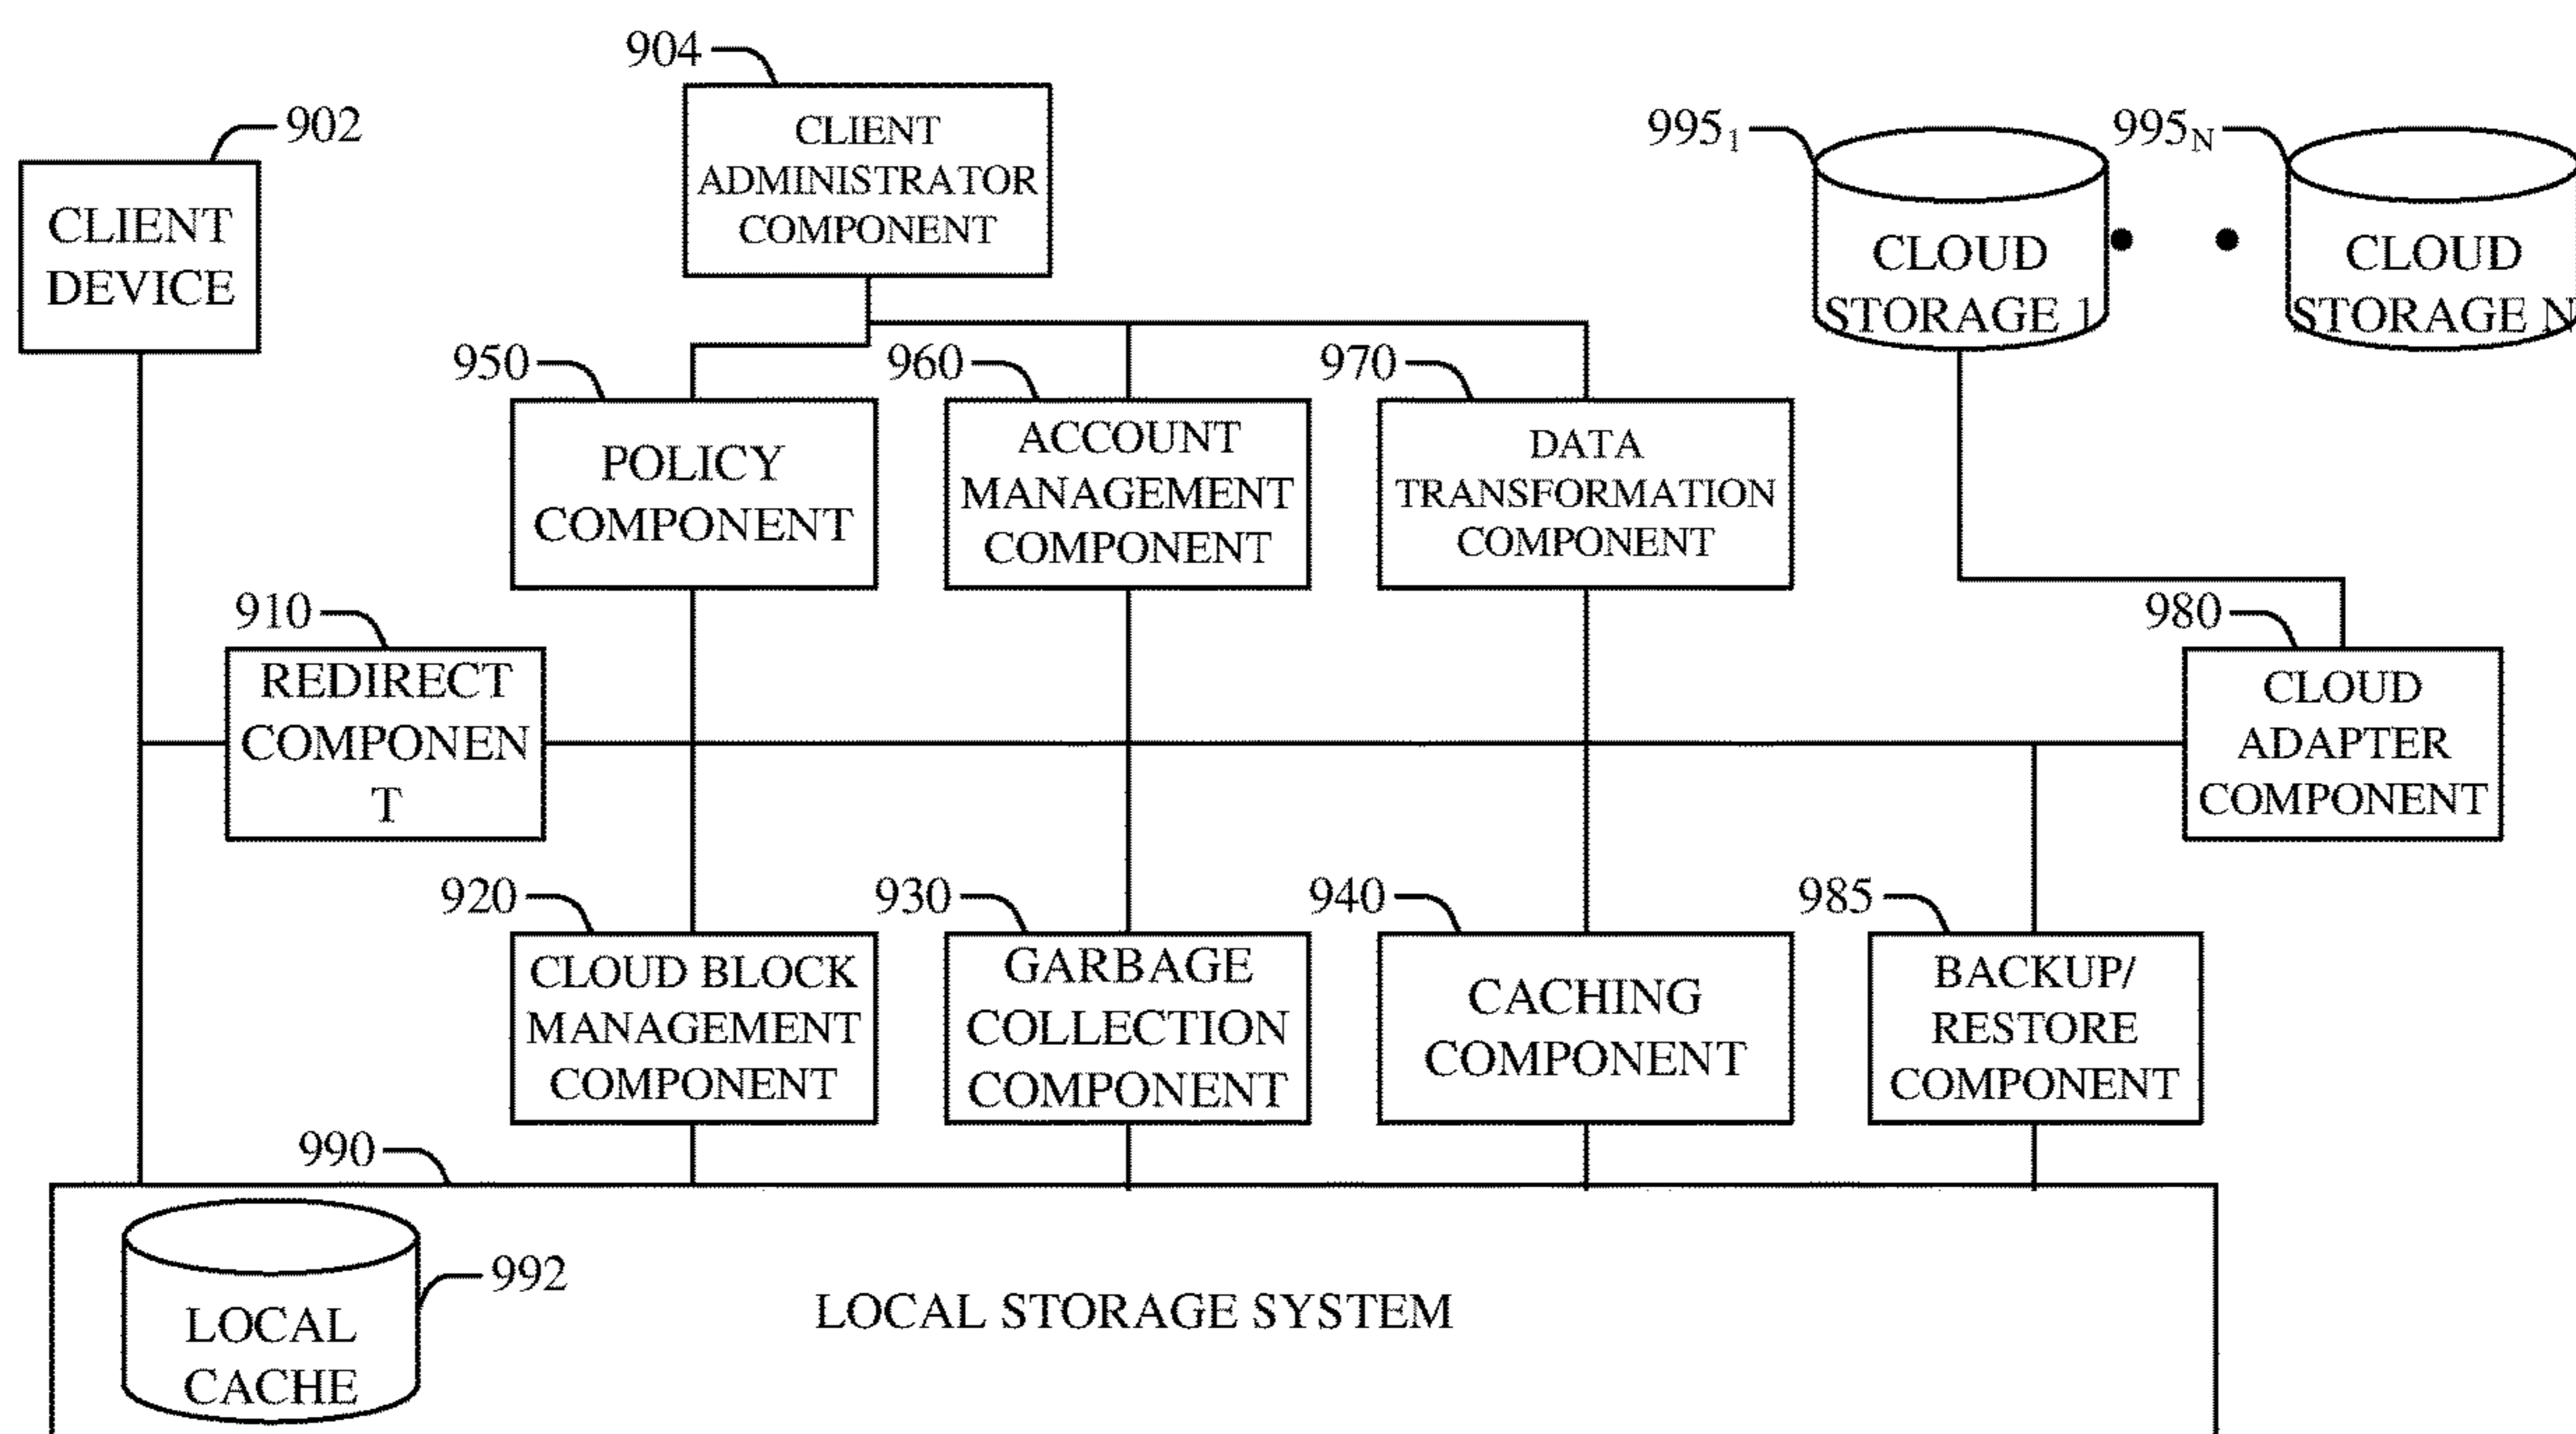 904
902
CLIENT
ADMINISTRATOR
COMPONENT
995₁
995N
CLIENT
DEVICE
CLOUD
STORAGE 1
CLOUD
STORAGE N
950
960
970
POLICY
COMPONENT
ACCOUNT
MANAGEMENT
COMPONENT
DATA
TRANSFORMATION
COMPONENT
910
980
REDIRECT
COMPONEN
T
CLOUD
ADAPTER
COMPONENT
920
930
940
985
CLOUD BLOCK
MANAGEMENT
COMPONENT
GARBAGE
COLLECTION
COMPONENT
CACHING
COMPONENT
BACKUP/
RESTORE
COMPONENT
990
992
LOCAL
CACHE
LOCAL STORAGE SYSTEM